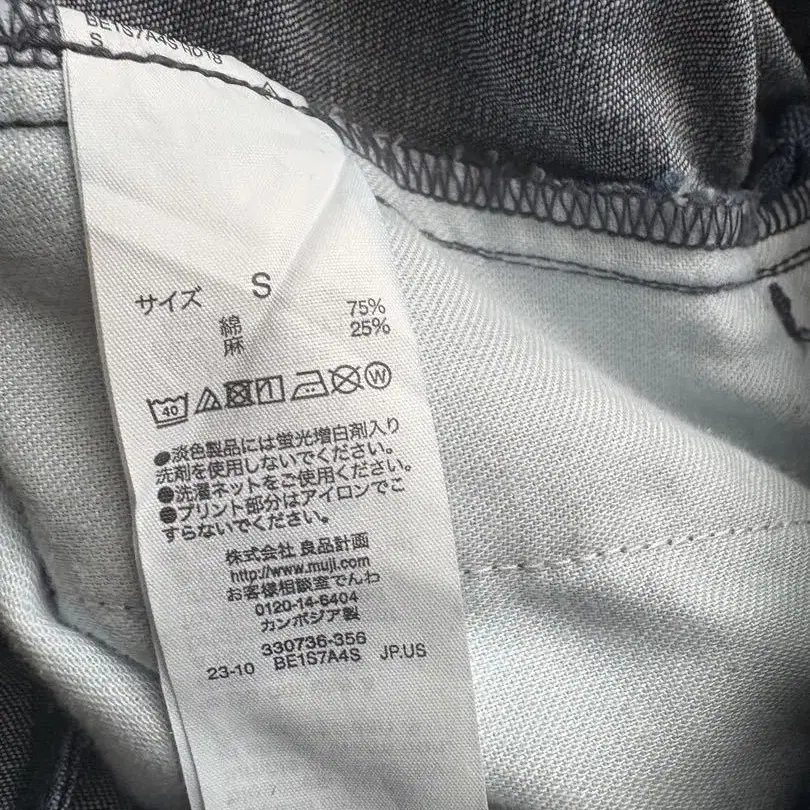 BE1S7A4S
S
サイズ S
綿 75%
麻 25%
40
W
●淡色製品には蛍光増白剤入り
洗剤を使用しないでください。
●洗濯ネットをご使用ください。
●プリント部分はアイロンでこ
すらないでください。
株式会社 良品計画
http://www.muji.com
お客様相談室でんわ
0120-14-6404
カンボジア製
330736-356
23-10 BE1S7A4S JP.US